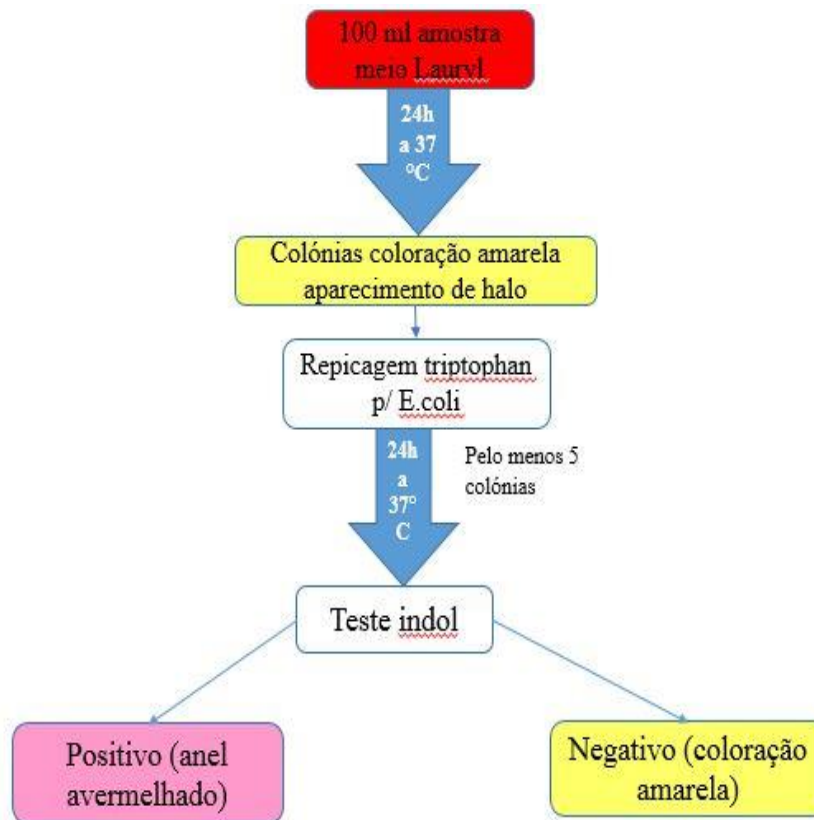 100 mil amostra
meio Lauryl
24h
a 37
°C
Colónias coloração amarela
aparecimento de halo
Repicagem triptophan
p/ E.coli
24h
a
37°
C
Pelo menos 5
colónias
Teste indol
Positivo (anel
avermelhado)
Negativo (coloração
amarela)